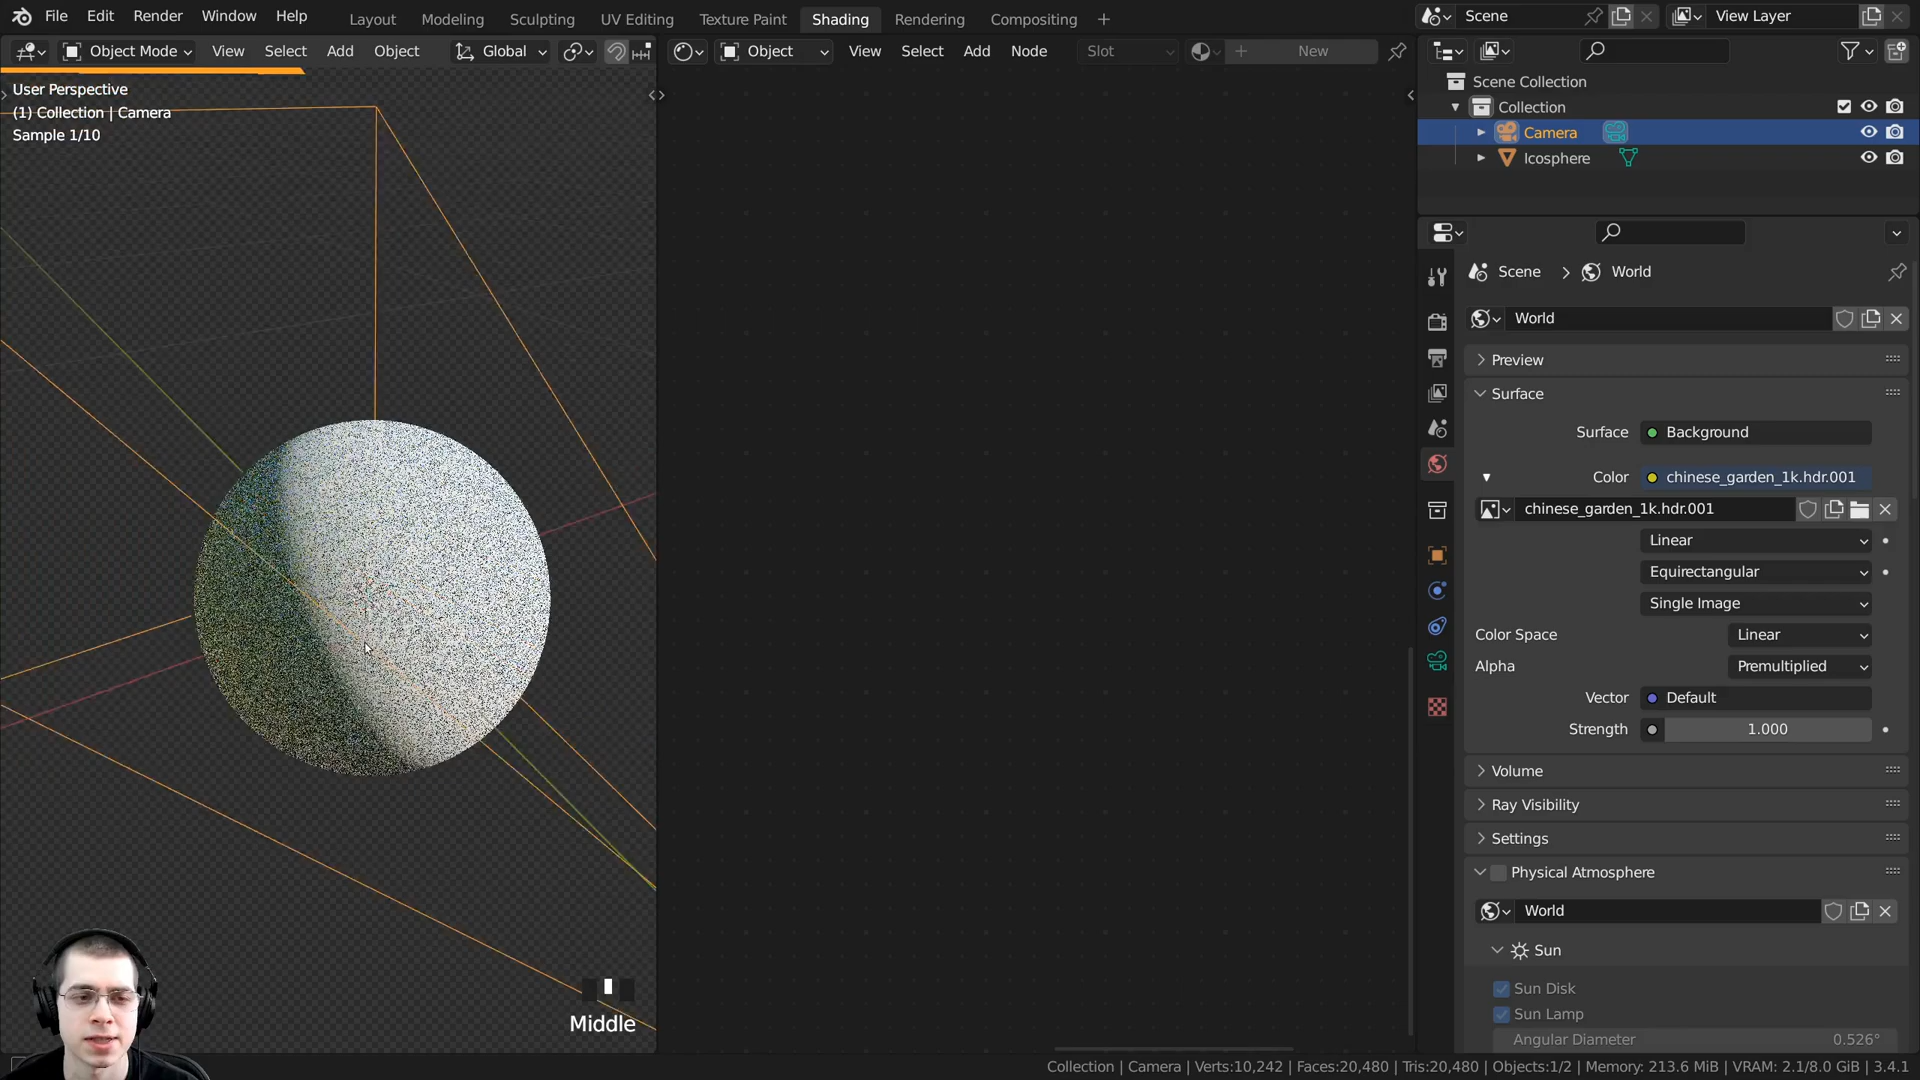 File Edit Render Window Help Layout Modeling Sculpting UV Editing Texture Paint Shading Rendering Compositing Scene View Layer
Object Mode View Select Add Object Global Object View Select Add Node Slot New
User Perspective
(1) Collection | Camera
Sample 1/10
Scene Collection
Collection
Camera
Icosphere
Scene World
World
Preview
Surface
Surface Background
Color chinese_garden_1k.hdr.001
chinese_garden_1k.hdr.001
Linear
Equirectangular
Single Image
Color Space Linear
Alpha Premultiplied
Vector Default
Strength 1.000
Volume
Ray Visibility
Settings
Physical Atmosphere
World
Sun
Sun Disk
Sun Lamp
Angular Diameter 0.526°
Middle
Collection | Camera | Verts:10,242 | Faces:20,480 | Tris:20,480 | Objects:1/2 | Memory: 213.6 MiB | VRAM: 2.1/8.0 GiB | 3.4.1